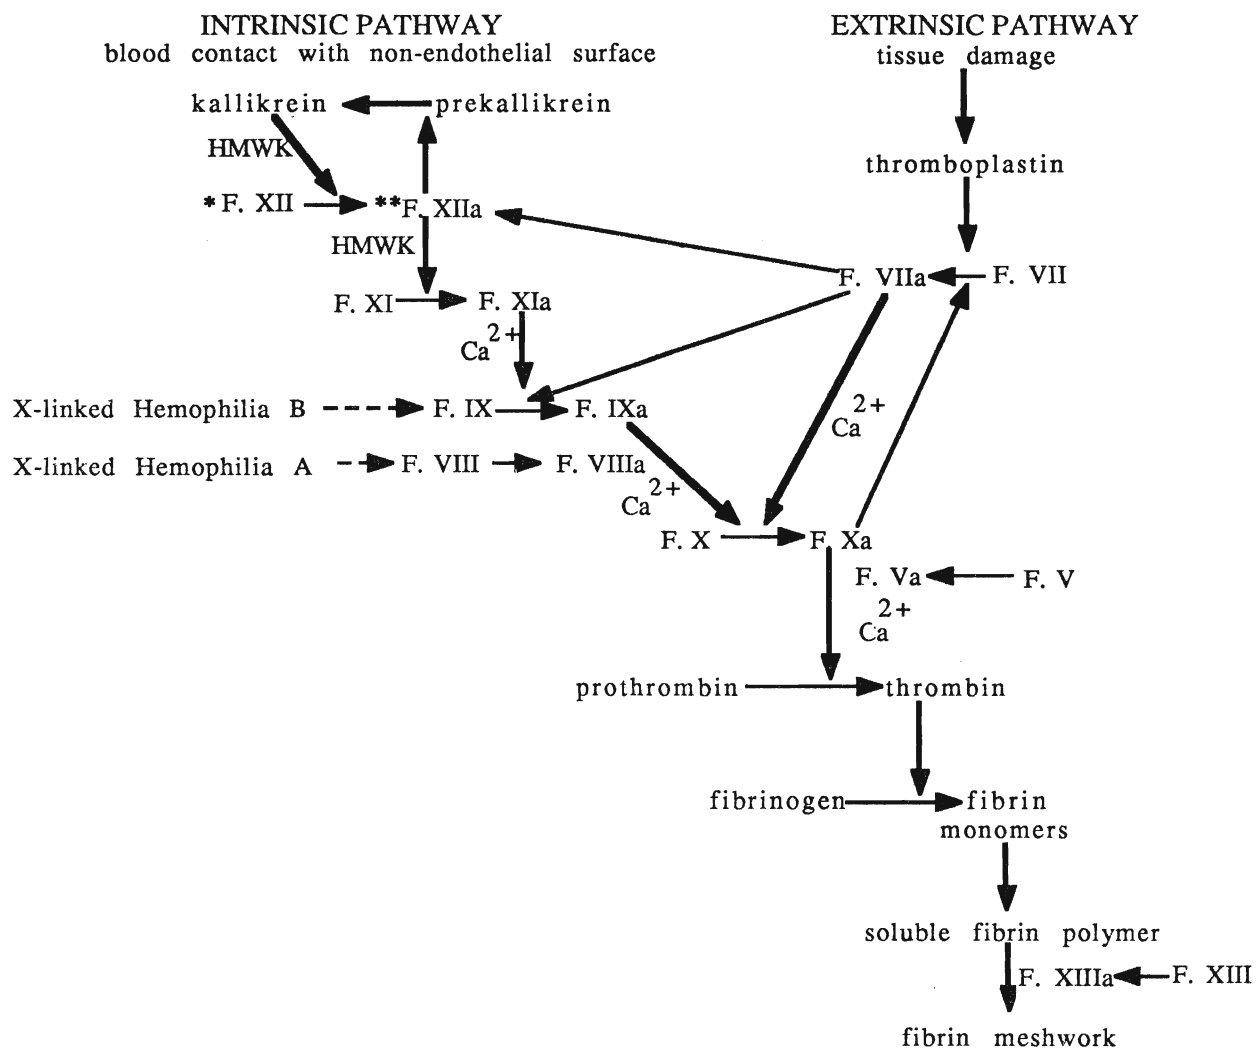 INTRINSIC PATHWAY
blood contact with non-endothelial surface
EXTRINSIC PATHWAY
tissue damage
kallikrein
prekallikrein
HMWK
thromboplastin
*F. XII
**F. XIIa
HMWK
F. VIIa
F. VII
F. XI
F. XIa
Ca2+
X-linked Hemophilia B
F. IX
F. IXa
Ca2+
X-linked Hemophilia A
F. VIII
F. VIIIa
Ca2+
F. X
F. Xa
F. Va
F. V
Ca2+
prothrombin
thrombin
fibrinogen
fibrin
monomers
soluble fibrin polymer
F. XIIIa
F. XIII
fibrin meshwork